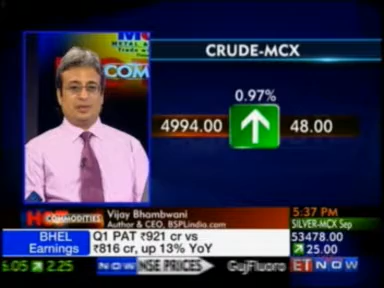 CRUDE-MCX
0.97%
4994.00
48.00
COMMODITIES
Vijay Bhambwani
Author & CEO, BSPLindia.com
5:37 PM
SILVER-MCX Sep
53478.00
25.00
BHEL
Earnings
Q1 PAT ₹921 cr vs
₹816 cr, up 13% YoY
6.05 2.25
NOW
NSE PRICES
GujFluoro
ET NOW